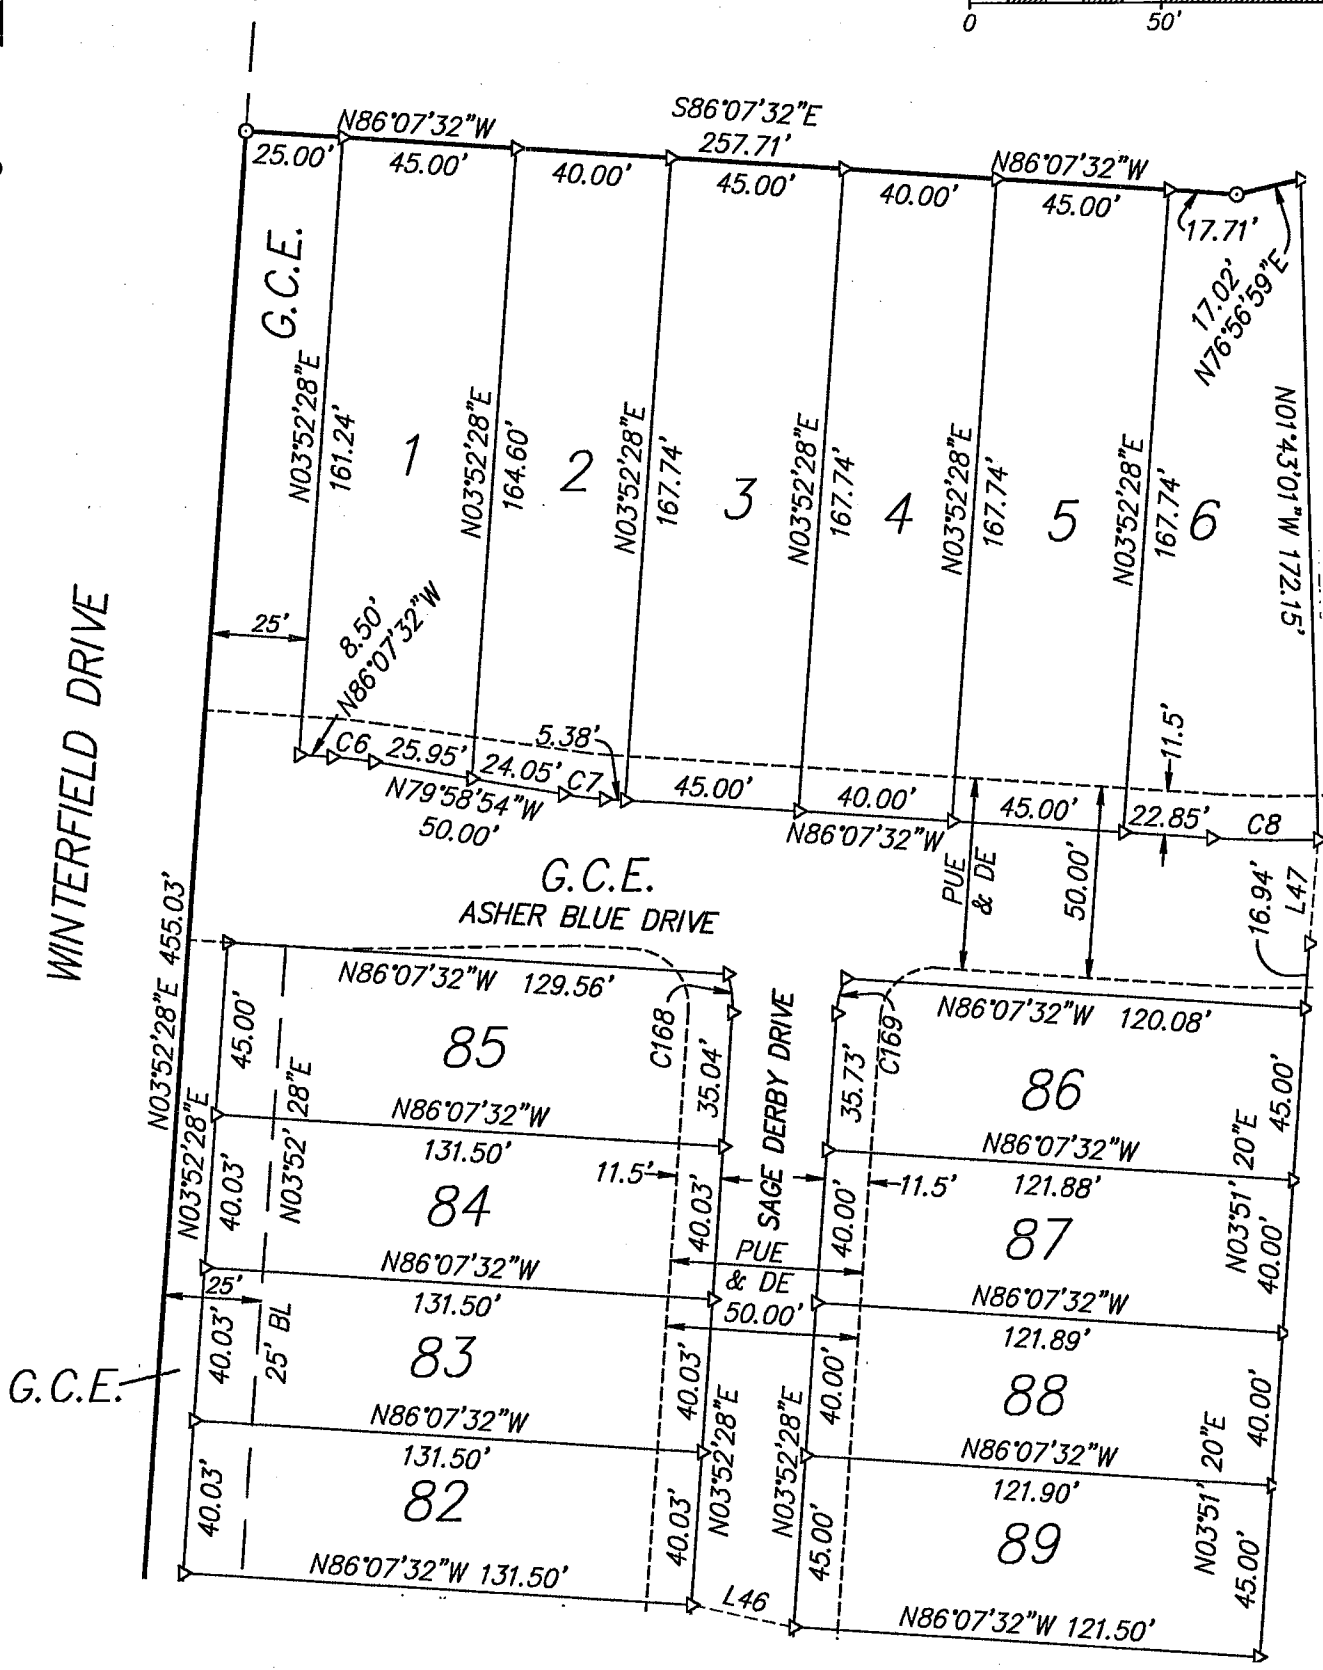 0 50'
S86°07'32"E
257.71'
N86°07'32"W
N86°07'32"W
25.00'
45.00'
40.00'
45.00'
40.00'
45.00'
17.71'
17.02'
N76°56'59"E
G.C.E.
N03°52'28"E
161.24'
1
N03°52'28"E
164.60'
2
N03°52'28"E
167.74'
3
N03°52'28"E
167.74'
4
N03°52'28"E
167.74'
5
N03°52'28"E
167.74'
6
N01°43'01"W 172.15'
WINTERFIELD DRIVE
25'
8.50'
N86°07'32"W
C6
25.95'
24.05'
C7
5.38'
N79°58'54"W
50.00'
45.00'
40.00'
45.00'
22.85'
C8
11.5'
N86°07'32"W
PUE
& DE
50.00'
16.94'
L47
G.C.E.
ASHER BLUE DRIVE
N03°52'28"E 455.03'
N86°07'32"W 129.56'
45.00'
85
C168
35.04'
SAGE DERBY DRIVE
35.73'
C169
N86°07'32"W 120.08'
86
45.00'
N03°52'28"E
N03°52' 28"E
N86°07'32"W
131.50'
84
40.03'
11.5'
40.03'
40.00'
11.5'
N86°07'32"W
121.88'
87
N03°51' 20"E
40.00'
PUE
& DE
50.00'
N86°07'32"W
131.50'
83
25'
40.03'
25' BL
G.C.E.
40.03'
N03°52'28"E
N03°52'28"E
40.00'
N86°07'32"W
121.89'
88
40.00'
N86°07'32"W
131.50'
82
40.03'
40.03'
N86°07'32"W 131.50'
L46
45.00'
N86°07'32"W
121.90'
89
N03°51' 20"E
45.00'
N86°07'32"W 121.50'